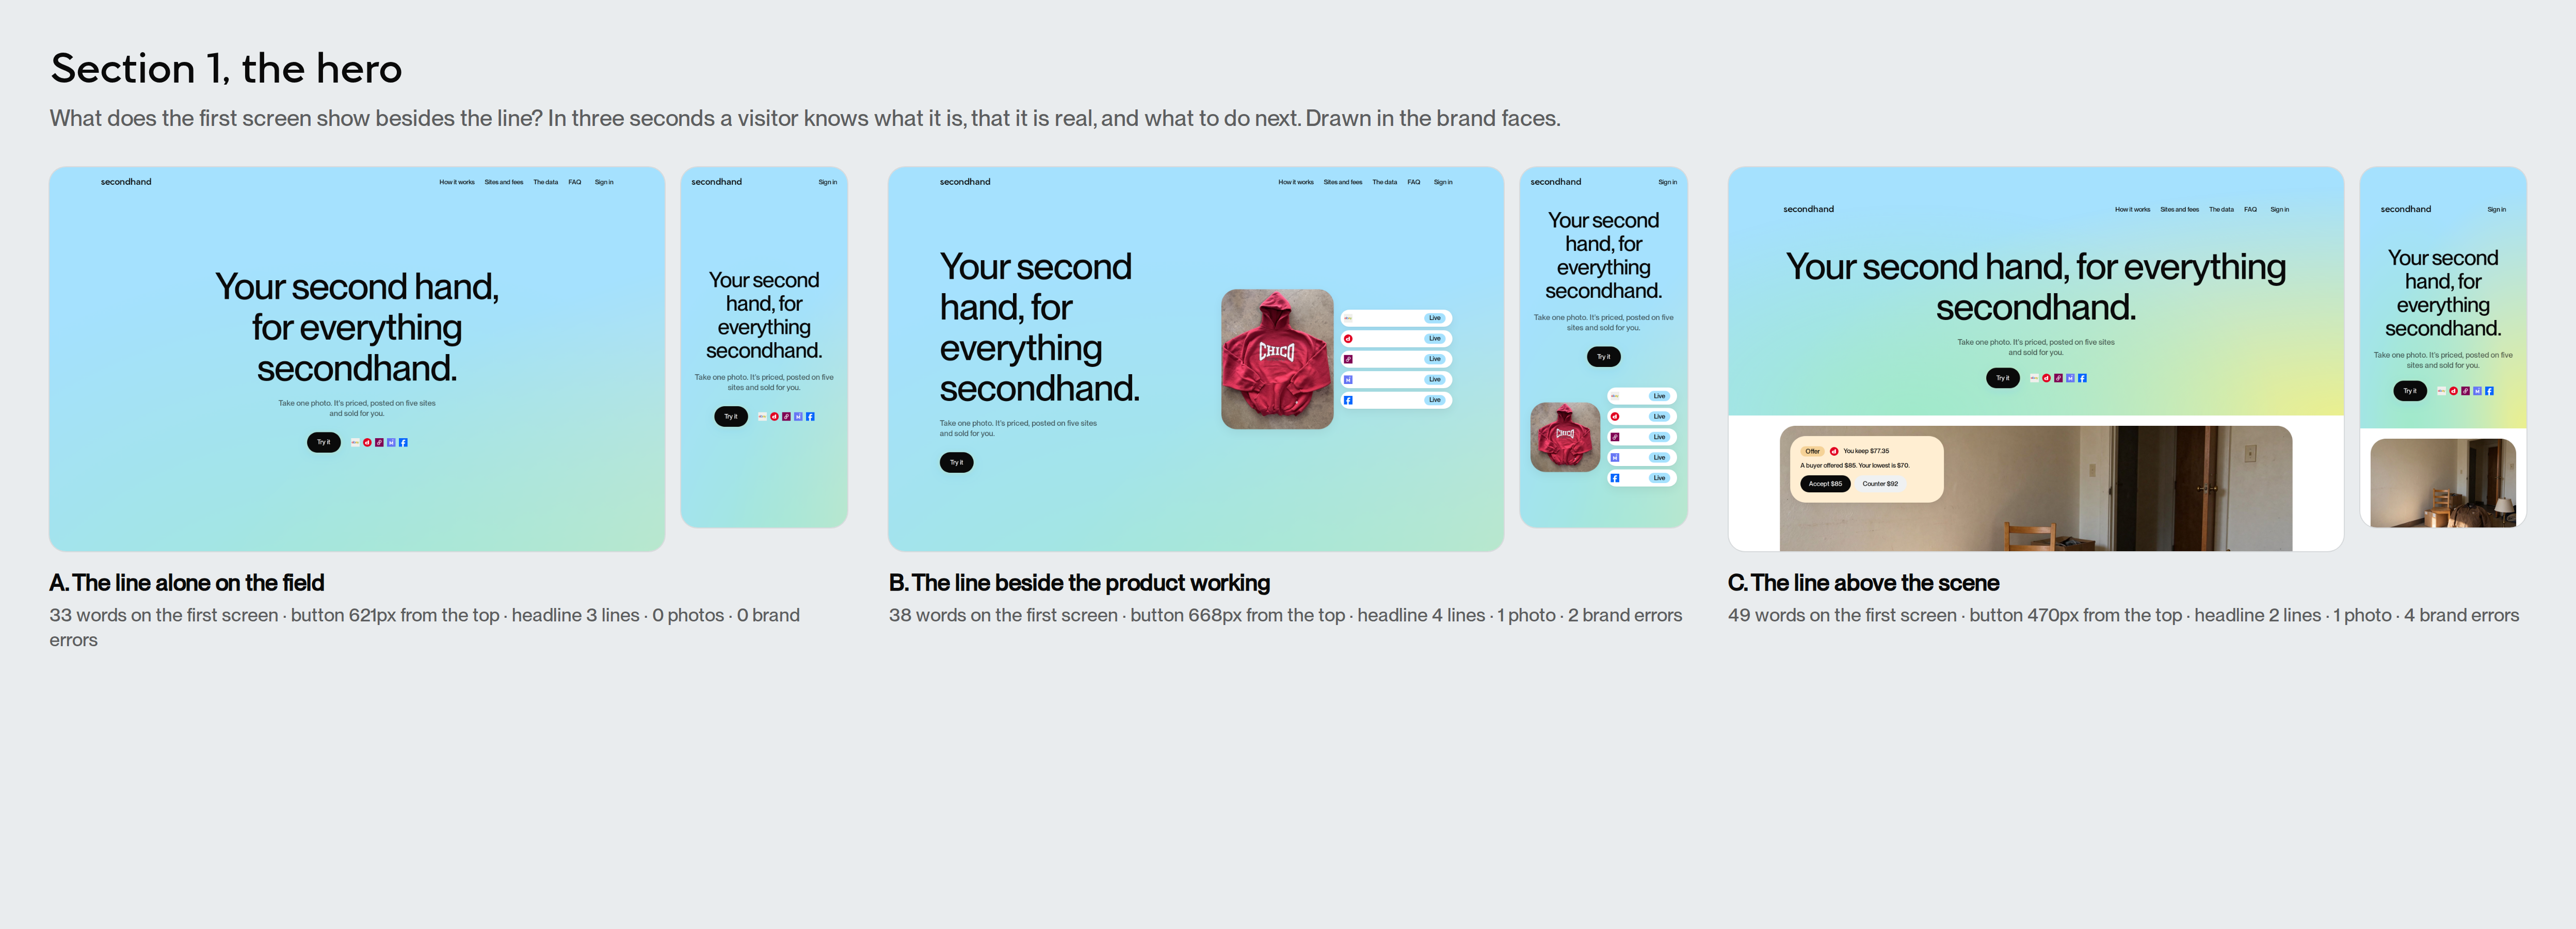 Section 1, the hero
What does the first screen show besides the line? In three seconds a visitor knows what it is, that it is real, and what to do next. Drawn in the brand faces.
secondhand
How it works Sites and fees The data FAQ Sign in
Your second hand,
for everything
secondhand.
Take one photo. It's priced, posted on five sites
and sold for you.
Try it
secondhand
Sign in
Your second
hand, for
everything
secondhand.
Take one photo. It's priced, posted on five
sites and sold for you.
Try it
A. The line alone on the field
33 words on the first screen · button 621px from the top · headline 3 lines · 0 photos · 0 brand
errors
secondhand
How it works Sites and fees The data FAQ Sign in
Your second
hand, for
everything
secondhand.
Take one photo. It's priced, posted on five sites
and sold for you.
Try it
CHICO
Live
Live
Live
Live
Live
secondhand
Sign in
Your second
hand, for
everything
secondhand.
Take one photo. It's priced, posted on five
sites and sold for you.
Try it
CHICO
Live
Live
Live
Live
Live
B. The line beside the product working
38 words on the first screen · button 668px from the top · headline 4 lines · 1 photo · 2 brand errors
secondhand
How it works Sites and fees The data FAQ Sign in
Your second hand, for everything
secondhand.
Take one photo. It's priced, posted on five sites
and sold for you.
Try it
Offer You keep $77.35
A buyer offered $85. Your lowest is $70.
Accept $85 Counter $92
secondhand
Sign in
Your second
hand, for
everything
secondhand.
Take one photo. It's priced, posted on five
sites and sold for you.
Try it
C. The line above the scene
49 words on the first screen · button 470px from the top · headline 2 lines · 1 photo · 4 brand errors